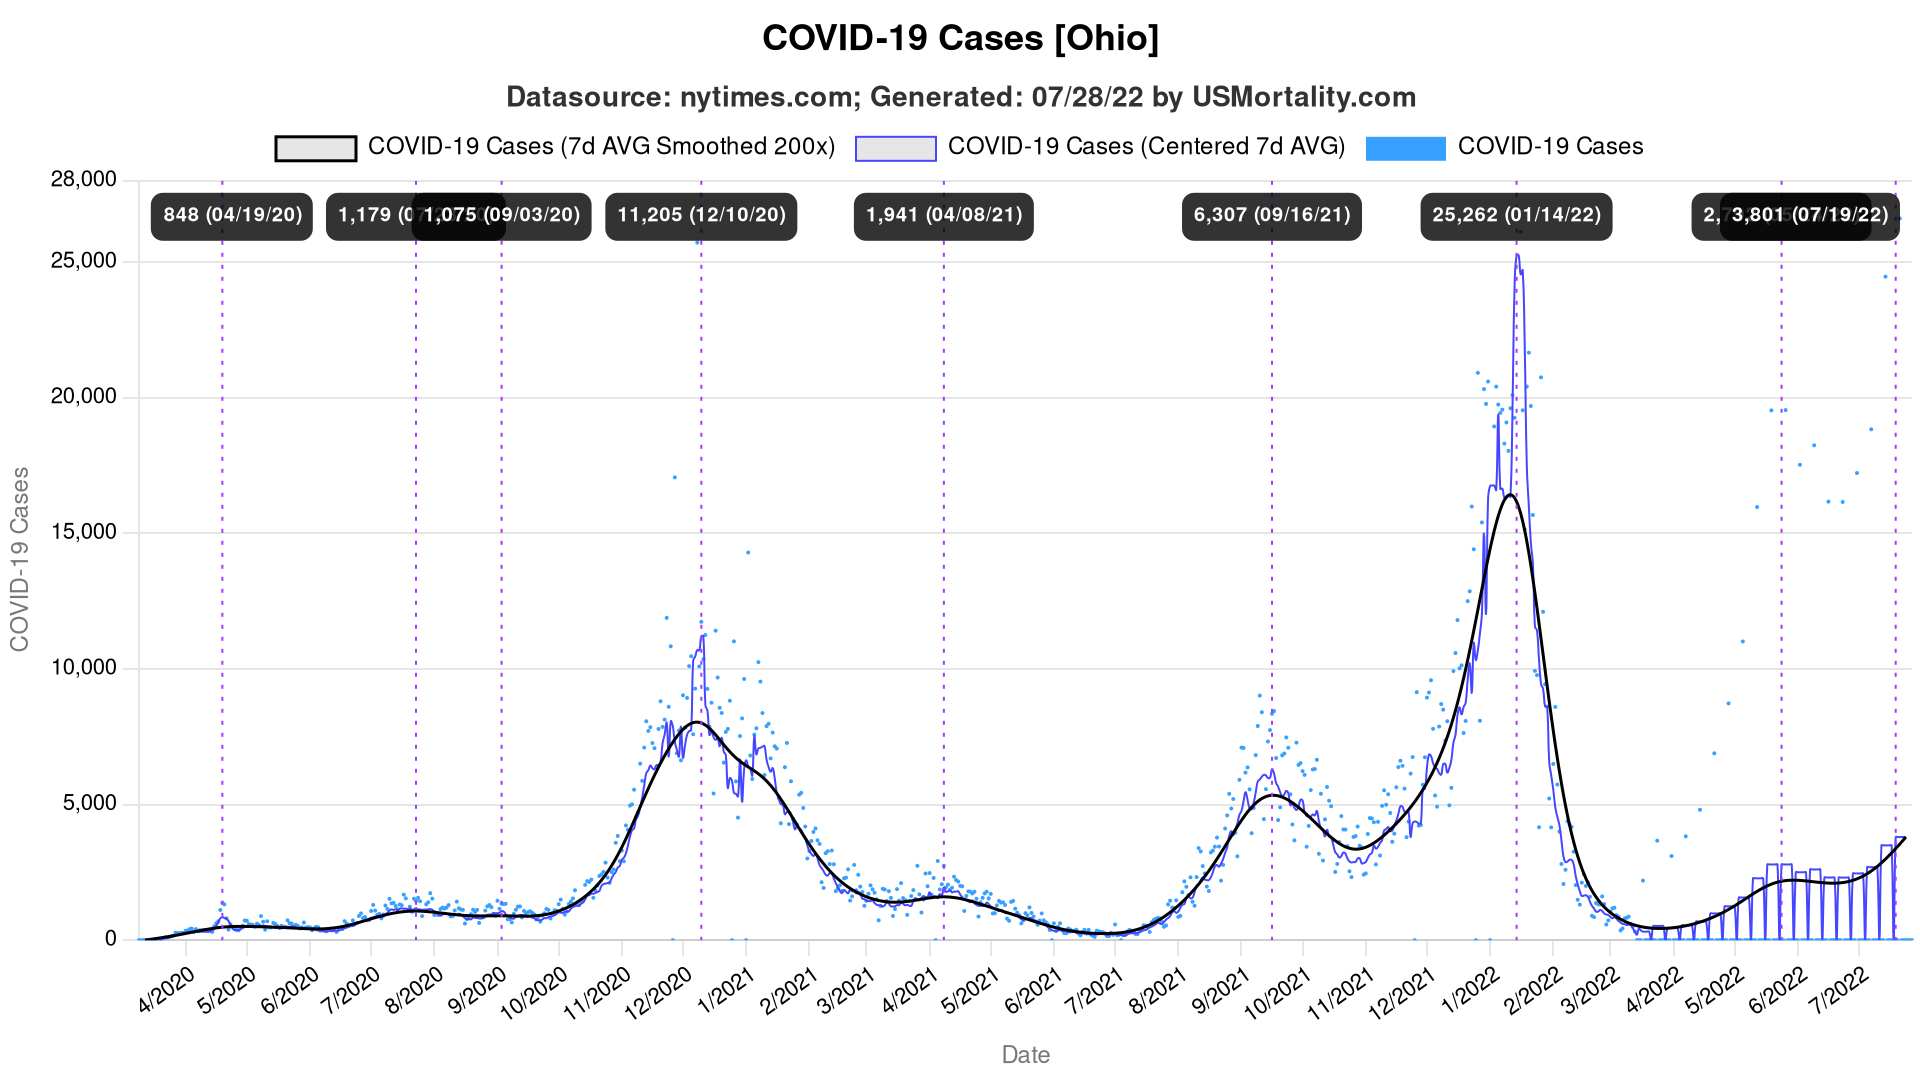 COVID-19 Cases [Ohio]
Datasource: nytimes.com; Generated: 07/28/22 by USMortality.com
COVID-19 Cases (7d AVG Smoothed 200x) COVID-19 Cases (Centered 7d AVG) COVID-19 Cases
848 (04/19/20) 1,179 (0 1,075 (09/03/20) 11,205 (12/10/20) 1,941 (04/08/21) 6,307 (09/16/21) 25,262 (01/14/22) 2,7 3,801 (07/19/22)
28,000
25,000
20,000
15,000
10,000
5,000
0
COVID-19 Cases
4/2020 5/2020 6/2020 7/2020 8/2020 9/2020 10/2020 11/2020 12/2020 1/2021 2/2021 3/2021 4/2021 5/2021 6/2021 7/2021 8/2021 9/2021 10/2021 11/2021 12/2021 1/2022 2/2022 3/2022 4/2022 5/2022 6/2022 7/2022
Date